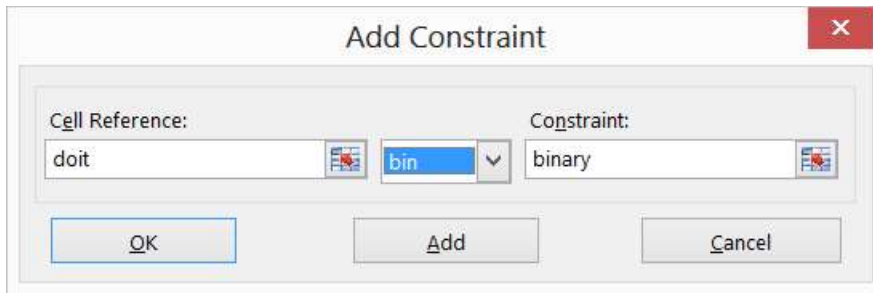 Add Constraint
Cell Reference: Constraint:
doit bin binary
OK Add Cancel